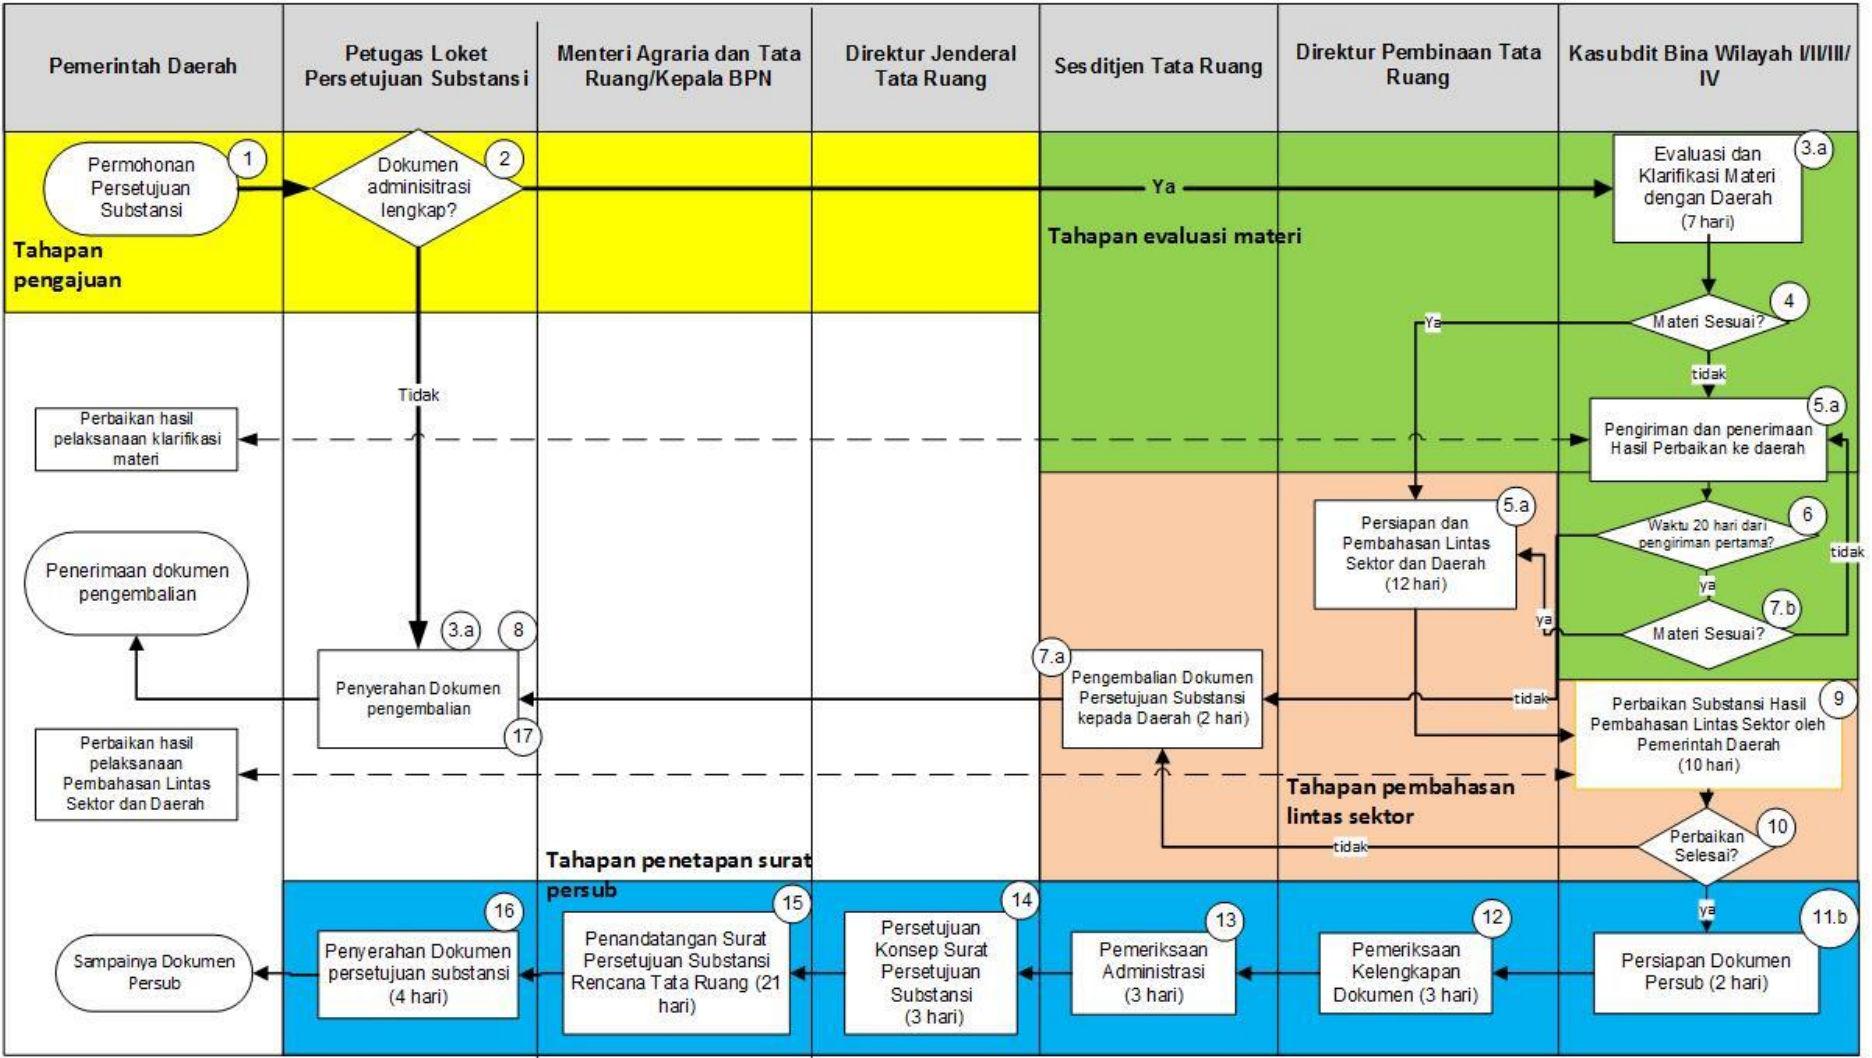 Pemerintah Daerah
Petugas Loket
Persetujuan Substansi
Menteri Agraria dan Tata
Ruang/Kepala BPN
Direktur Jenderal
Tata Ruang
Sesditjen Tata Ruang
Direktur Pembinaan Tata
Ruang
Kasubdit Bina Wilayah I/II/III/
IV
Permohonan
Persetujuan
Substansi
1
Dokumen
adminisitrasi
lengkap?
2
Ya
Evaluasi dan
Klarifikasi Materi
dengan Daerah
(7 hari)
3.a
Tahapan
pengajuan
Tahapan evaluasi materi
Materi Sesuai?
4
Ya
tidak
Tidak
Perbaikan hasil
pelaksanaan klarifikasi
materi
Pengiriman dan penerimaan
Hasil Perbaikan ke daerah
5.a
Persiapan dan
Pembahasan Lintas
Sektor dan Daerah
(12 hari)
5.a
Waktu 20 hari dari
pengiriman pertama?
6
tidak
ya
Penerimaan dokumen
pengembalian
Materi Sesuai?
7.b
ya
3.a
8
Penyerahan Dokumen
pengembalian
17
7.a
Pengembalian Dokumen
Persetujuan Substansi
kepada Daerah (2 hari)
tidak
Perbaikan Substansi Hasil
Pembahasan Lintas Sektor oleh
Pemerintah Daerah
(10 hari)
9
Perbaikan hasil
pelaksanaan
Pembahasan Lintas
Sektor dan Daerah
Tahapan pembahasan
lintas sektor
Perbaikan
Selesai?
10
tidak
ya
Tahapan penetapan surat
persub
Sampainya Dokumen
Persub
16
Penyerahan Dokumen
persetujuan substansi
(4 hari)
15
Penandatangan Surat
Persetujuan Substansi
Rencana Tata Ruang (21
hari)
14
Persetujuan
Konsep Surat
Persetujuan
Substansi
(3 hari)
13
Pemeriksaan
Administrasi
(3 hari)
12
Pemeriksaan
Kelengkapan
Dokumen (3 hari)
11.b
Persiapan Dokumen
Persub (2 hari)